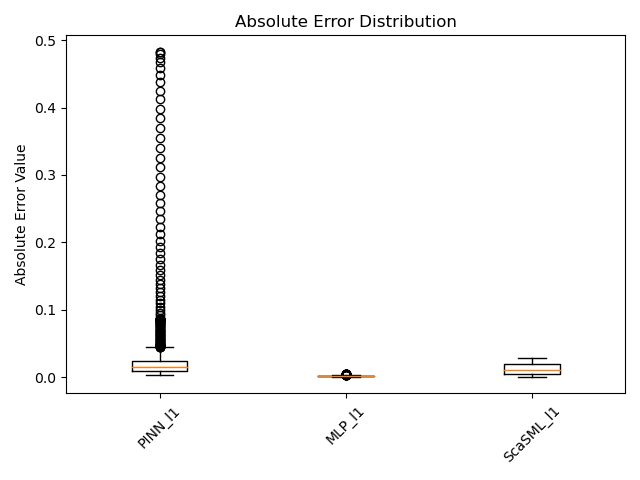 Absolute Error Distribution
Absolute Error Value
0.5
0.4
0.3
0.2
0.1
0.0
PINN_l1
MLP_l1
ScaSML_l1